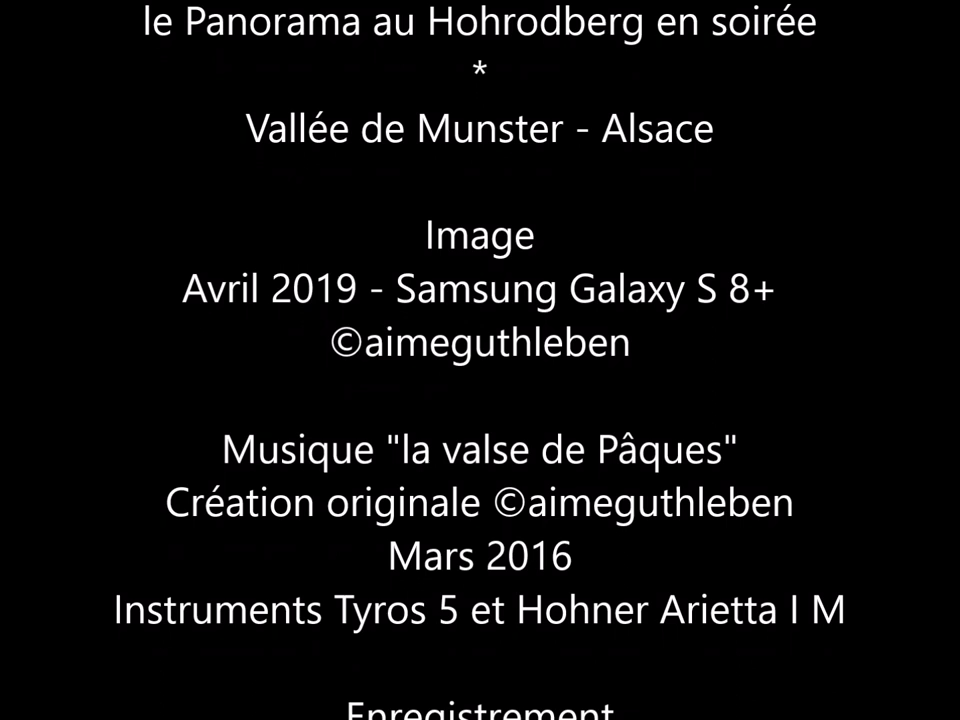 le Panorama au Hohrodberg en soirée
*
Vallée de Munster - Alsace
Image
Avril 2019 - Samsung Galaxy S 8+
©aimeguthleben
Musique "la valse de Pâques"
Création originale ©aimeguthleben
Mars 2016
Instruments Tyros 5 et Hohner Arietta I M
Enregistrement